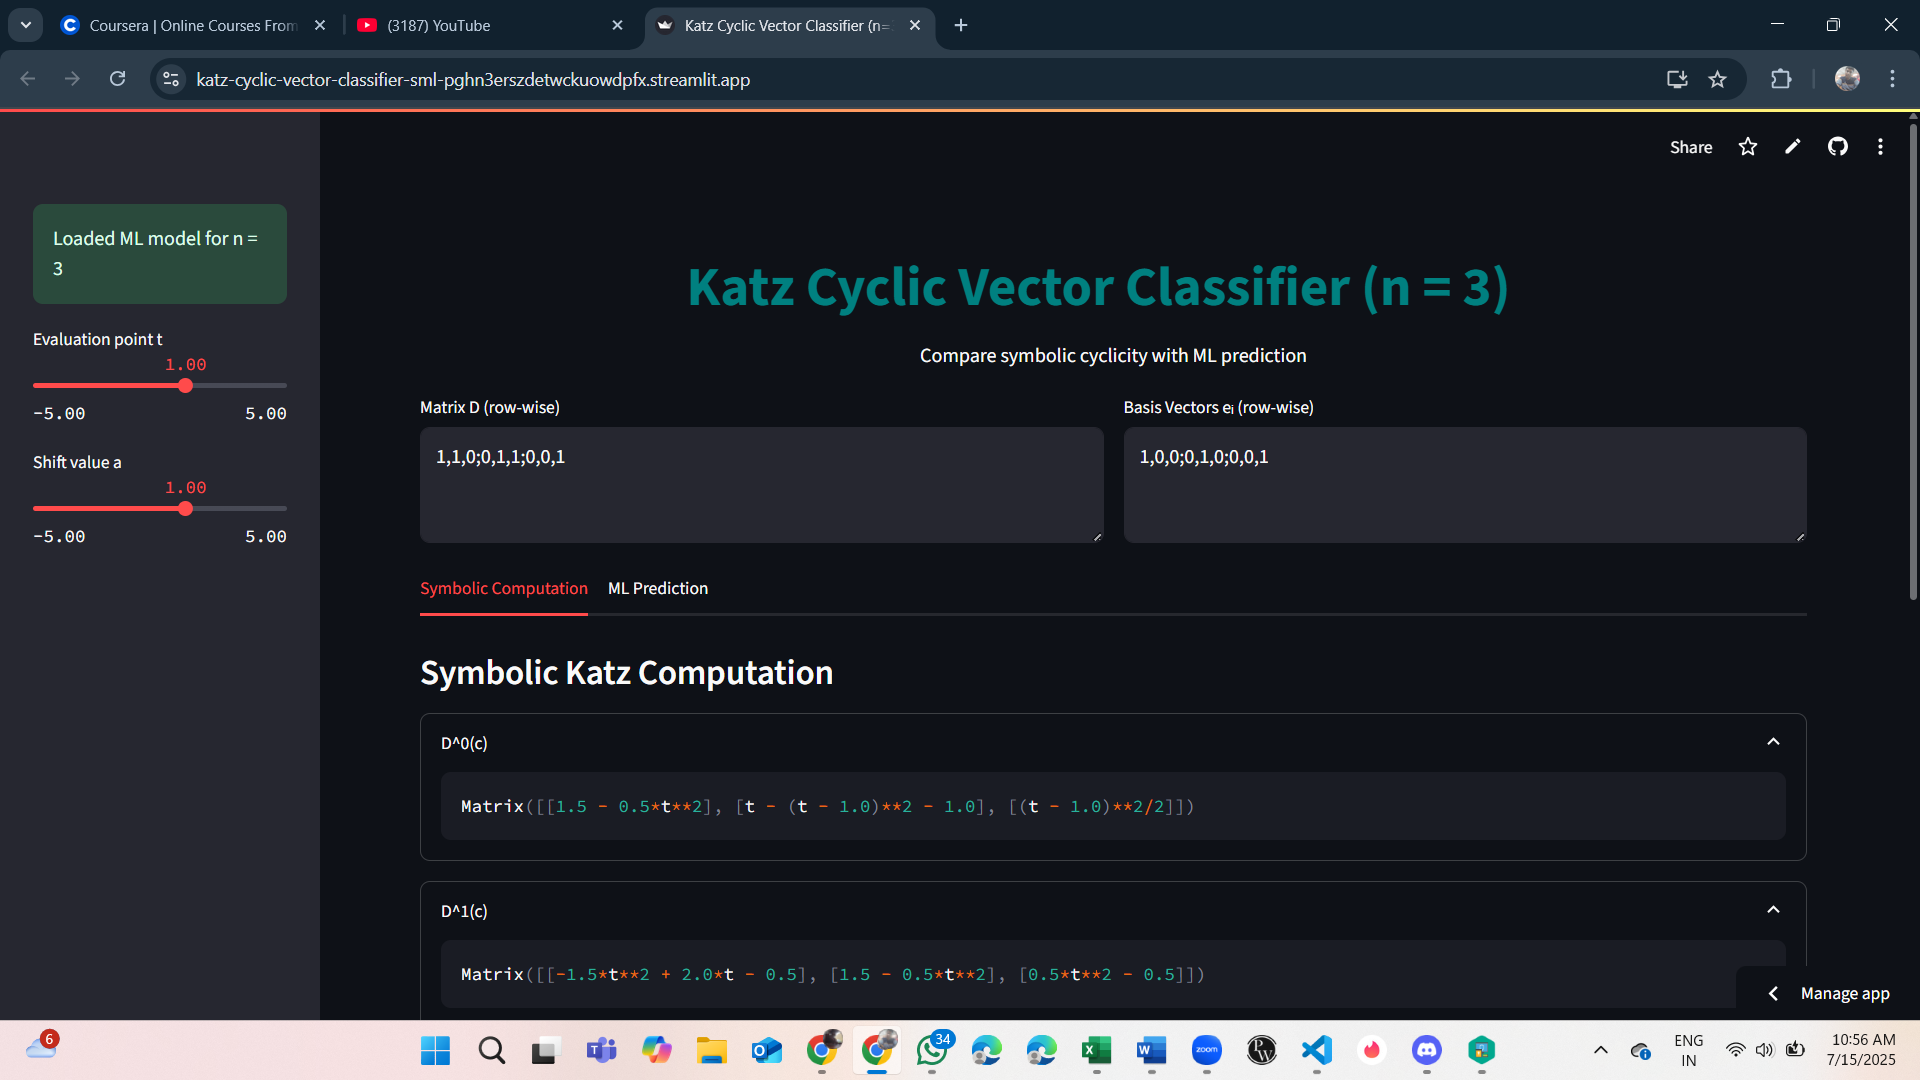 Coursera | Online Courses From
(3187) YouTube
Katz Cyclic Vector Classifier (n=
katz-cyclic-vector-classifier-sml-pghn3erszdetwckuowdpfx.streamlit.app
Share
Loaded ML model for n =
3
Evaluation point t
1.00
-5.00 5.00
Shift value a
1.00
-5.00 5.00
Katz Cyclic Vector Classifier (n = 3)
Compare symbolic cyclicity with ML prediction
Matrix D (row-wise)
1,1,0;0,1,1;0,0,1
Basis Vectors eᵢ (row-wise)
1,0,0;0,1,0;0,0,1
Symbolic Computation ML Prediction
Symbolic Katz Computation
D^0(c)
Matrix([[1.5 - 0.5*t**2], [t - (t - 1.0)**2 - 1.0], [(t - 1.0)**2/2]])
D^1(c)
Matrix([[-1.5*t**2 + 2.0*t - 0.5], [1.5 - 0.5*t**2], [0.5*t**2 - 0.5]])
Manage app
6
34
zoom
PW
ENG
IN
10:56 AM
7/15/2025